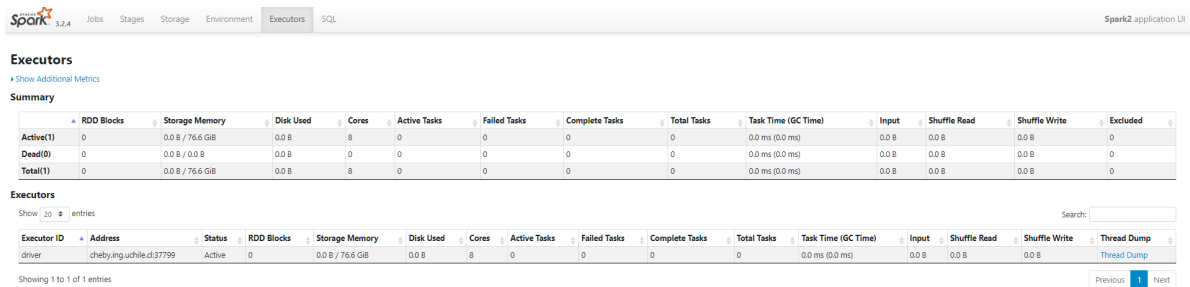 APACHE Spark 3.2.4 Jobs Stages Storage Environment Executors SQL Spark2 application UI
Executors
Show Additional Metrics
Summary
RDD Blocks Storage Memory Disk Used Cores Active Tasks Failed Tasks Complete Tasks Total Tasks Task Time (GC Time) Input Shuffle Read Shuffle Write Excluded
Active(1) 0 0.0 B / 76.6 GiB 0.0 B 8 0 0 0 0 0.0 ms (0.0 ms) 0.0 B 0.0 B 0.0 B 0
Dead(0) 0 0.0 B / 0.0 B 0.0 B 0 0 0 0 0 0.0 ms (0.0 ms) 0.0 B 0.0 B 0.0 B 0
Total(1) 0 0.0 B / 76.6 GiB 0.0 B 8 0 0 0 0 0.0 ms (0.0 ms) 0.0 B 0.0 B 0.0 B 0
Executors
Show 20 entries Search:
Executor ID Address Status RDD Blocks Storage Memory Disk Used Cores Active Tasks Failed Tasks Complete Tasks Total Tasks Task Time (GC Time) Input Shuffle Read Shuffle Write Thread Dump
driver cheby.ing.uchile.cl:37799 Active 0 0.0 B / 76.6 GiB 0.0 B 8 0 0 0 0 0.0 ms (0.0 ms) 0.0 B 0.0 B 0.0 B Thread Dump
Showing 1 to 1 of 1 entries Previous 1 Next